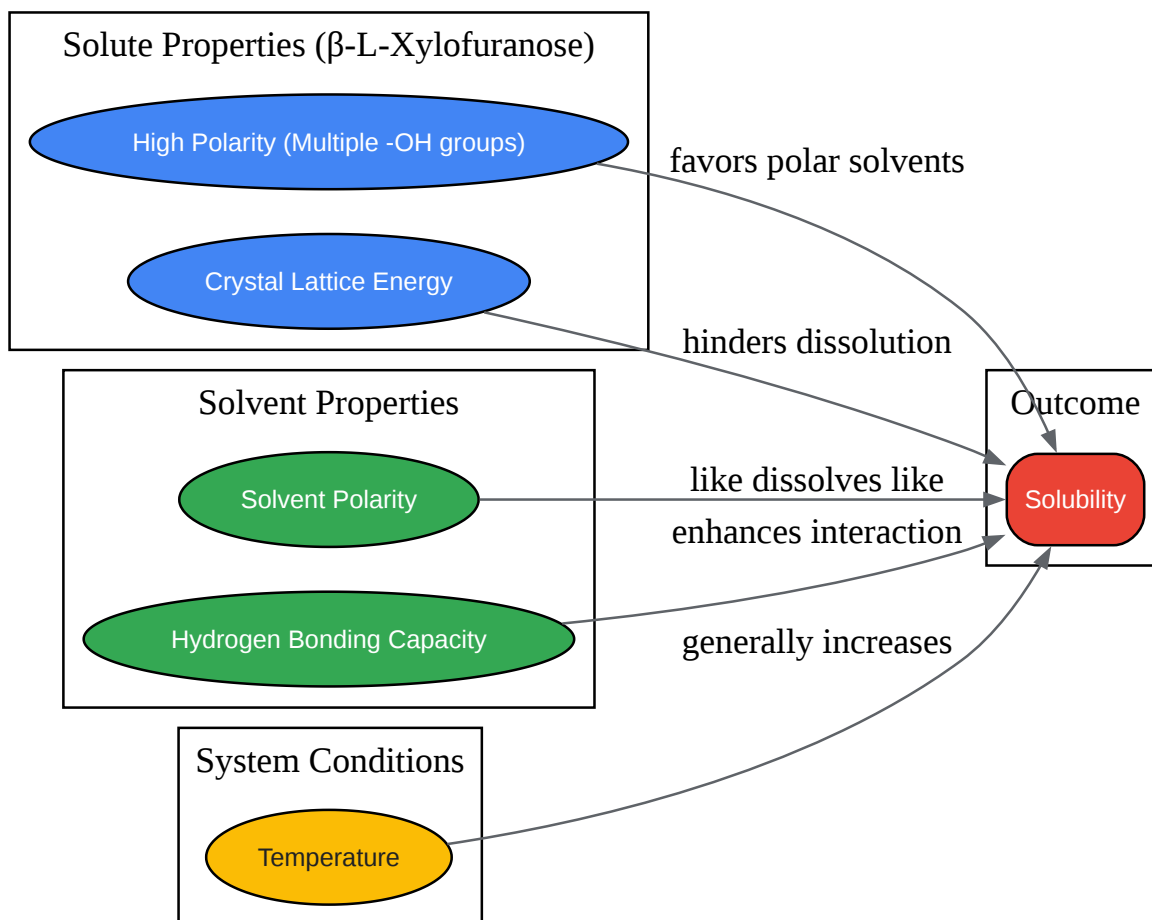 Solute Properties (β-L-Xylofuranose)
High Polarity (Multiple -OH groups)
favors polar solvents
Crystal Lattice Energy
hinders dissolution
Solvent Properties
Outcome
Solvent Polarity
like dissolves like
Solubility
enhances interaction
Hydrogen Bonding Capacity
generally increases
System Conditions
Temperature